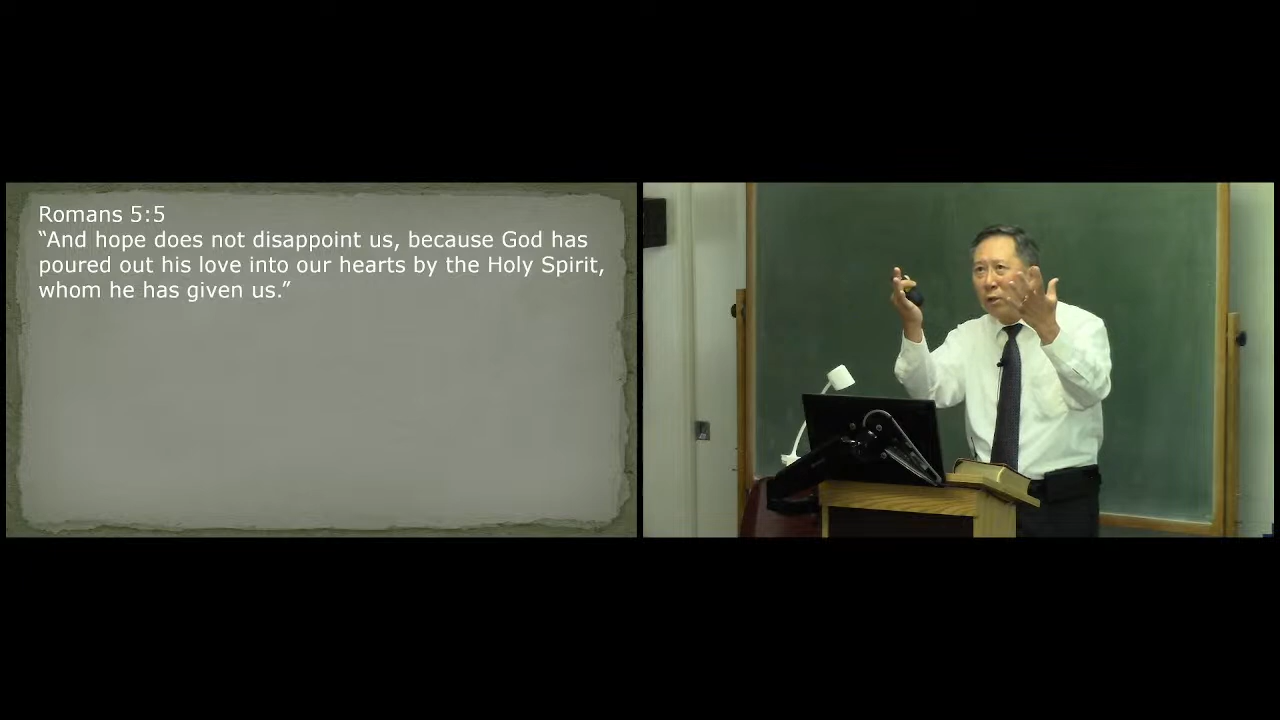 Romans 5:5
“And hope does not disappoint us, because God has
poured out his love into our hearts by the Holy Spirit,
whom he has given us.”